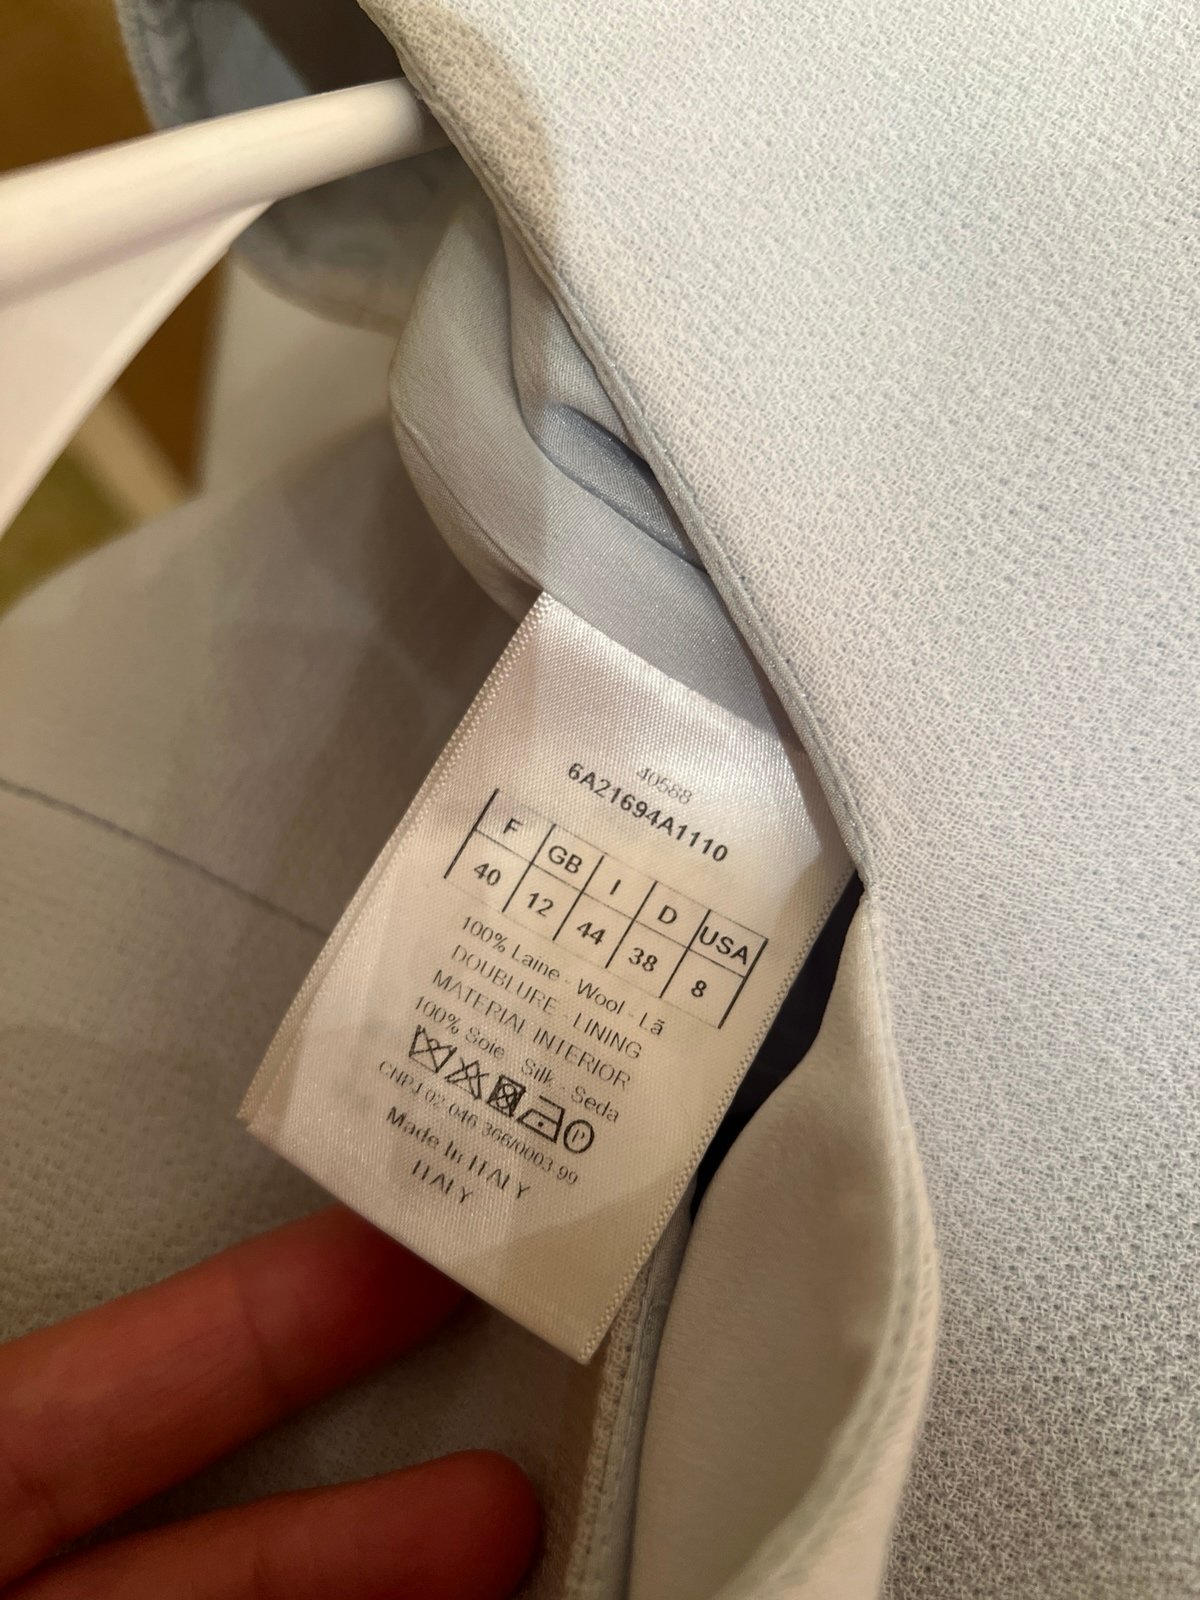 40588
6A21694A1110
F GB I D USA
40 12 44 38 8
100% Laine - Wool - Lã
DOUBLURE - LINING
MATERIAL INTERIOR
100% Soie - Silk - Seda
P
CNPJ 02 046 366/0003-99
Made In ITALY
ITALY